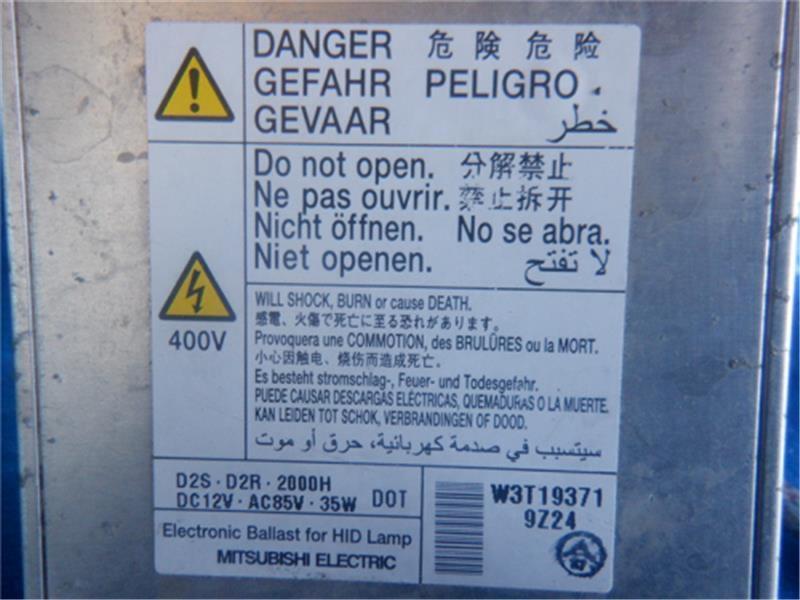 DANGER 危険 危险
GEFAHR PELIGRO
GEVAAR خطر
Do not open. 分解禁止
Ne pas ouvrir. 禁止拆开
Nicht öffnen. No se abra.
Niet openen. لا تفتح
400V
WILL SHOCK, BURN or cause DEATH.
感電、火傷で死亡に至る恐れがあります。
Provoquera une COMMOTION, des BRULÛRES ou la MORT.
小心因触电、烧伤而造成死亡。
Es besteht stromschlag-, Feuer- und Todesgefahr.
PUEDE CAUSAR DESCARGAS ELÉCTRICAS, QUEMADURAS O LA MUERTE.
KAN LEIDEN TOT SCHOK, VERBRANDINGEN OF DOOD.
سيتسبب في صدمة كهربائية، حرق أو موت
D2S·D2R·2000H
DC12V·AC85V·35W DOT
Electronic Ballast for HID Lamp
MITSUBISHI ELECTRIC
W3T19371
9Z24